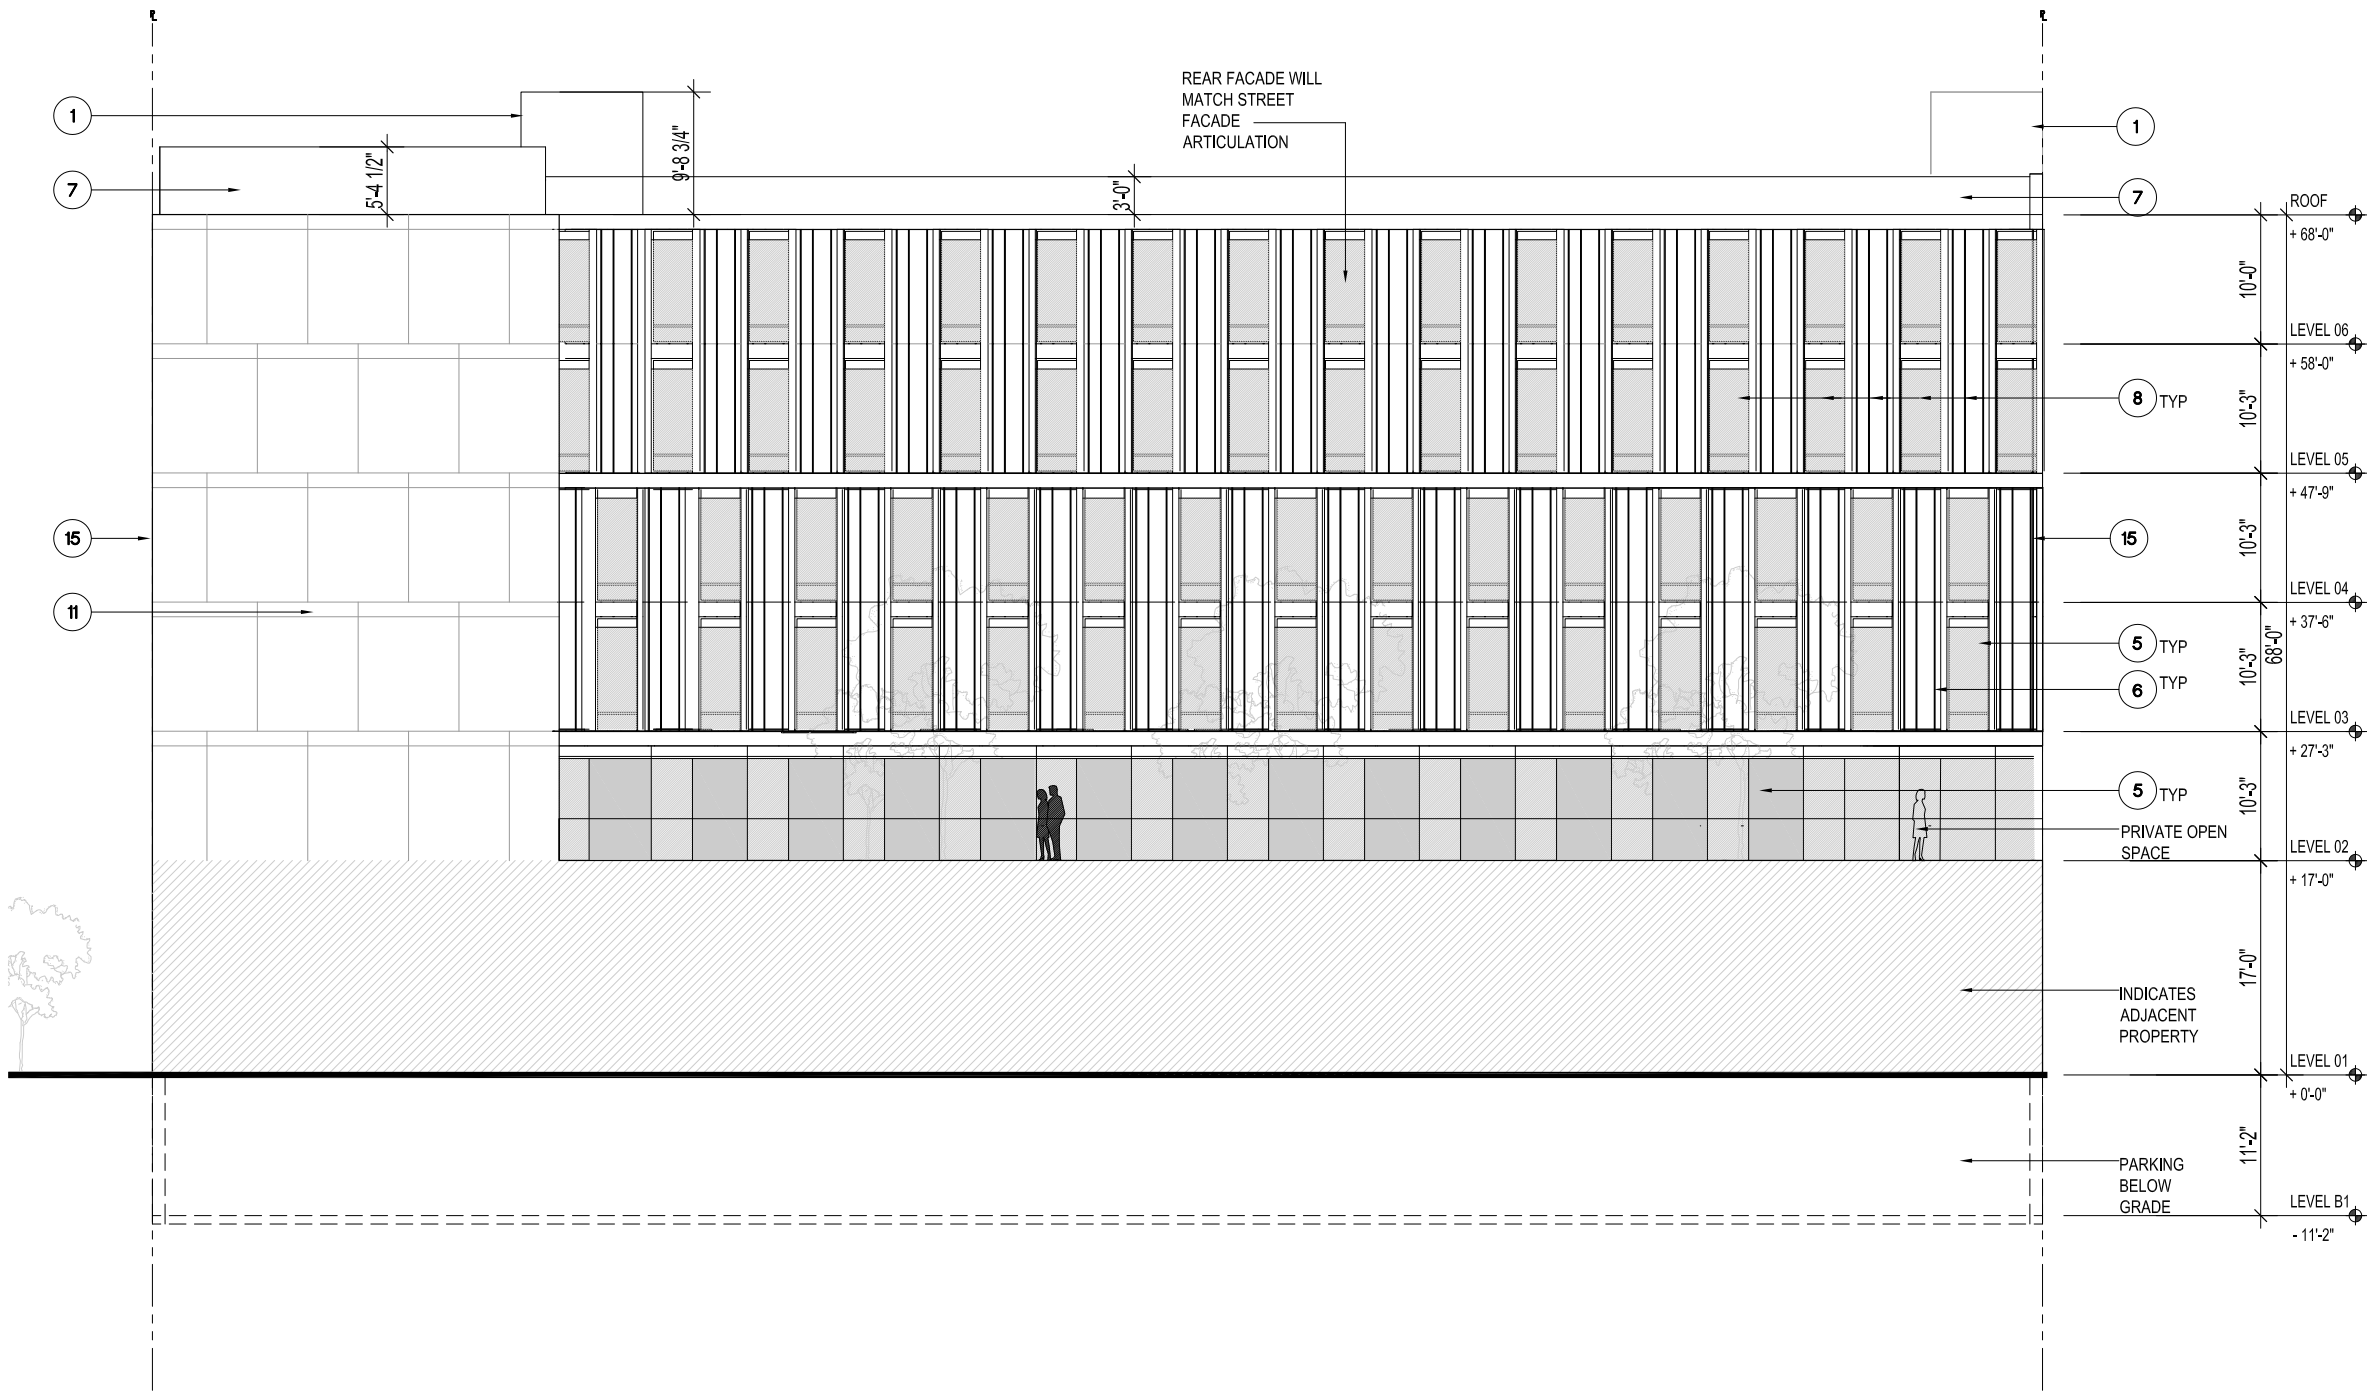 ℄
℄
REAR FACADE WILL
MATCH STREET
FACADE
ARTICULATION
1
9'-8 3/4"
1
5'-4 1/2"
7
3'-0"
7
ROOF
+ 68'-0"
10'-0"
LEVEL 06
+ 58'-0"
8 TYP
10'-3"
LEVEL 05
+ 47'-9"
15
15
10'-3"
LEVEL 04
+ 37'-6"
11
5 TYP
68'-0"
10'-3"
6 TYP
LEVEL 03
+ 27'-3"
5 TYP
10'-3"
PRIVATE OPEN
SPACE
LEVEL 02
+ 17'-0"
17'-0"
INDICATES
ADJACENT
PROPERTY
LEVEL 01
+ 0'-0"
11'-2"
PARKING
BELOW
GRADE
LEVEL B1
- 11'-2"